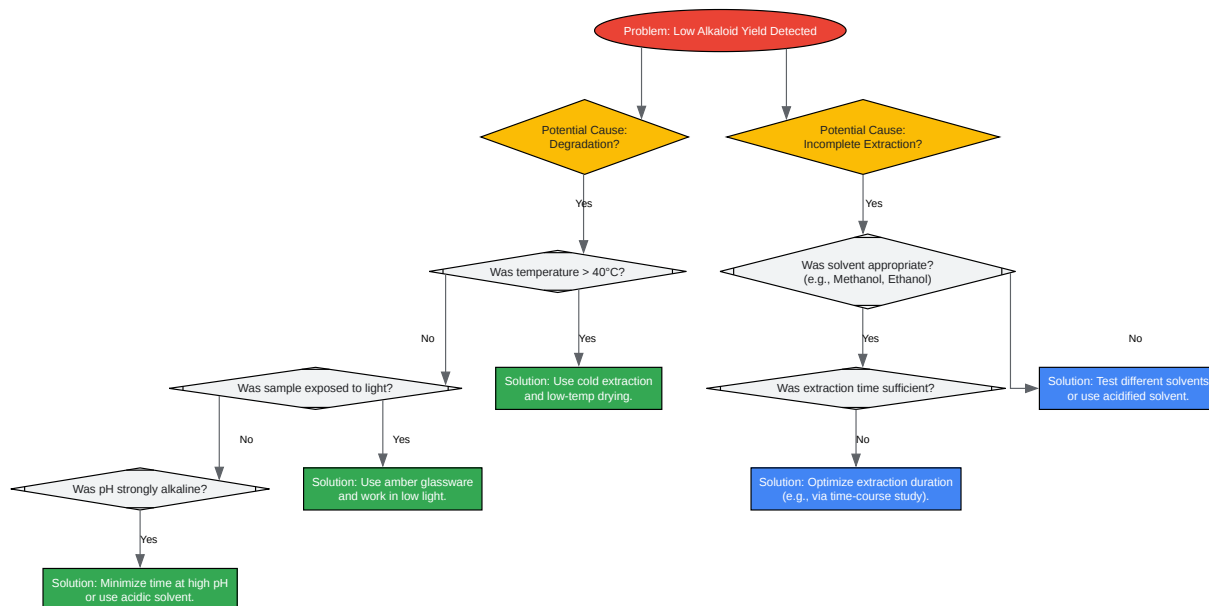 Problem: Low Alkaloid Yield Detected
Potential Cause:
Degradation?
Potential Cause:
Incomplete Extraction?
Yes
Yes
Was temperature > 40°C?
Was solvent appropriate?
(e.g., Methanol, Ethanol)
No
Yes
Yes
No
Was sample exposed to light?
Solution: Use cold extraction
and low-temp drying.
Was extraction time sufficient?
Solution: Test different solvents
or use acidified solvent.
No
Yes
No
Was pH strongly alkaline?
Solution: Use amber glassware
and work in low light.
Solution: Optimize extraction duration
(e.g., via time-course study).
Yes
Solution: Minimize time at high pH
or use acidic solvent.